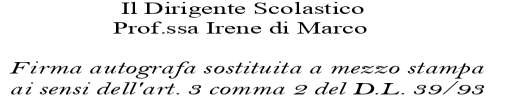 Il Dirigente Scolastico
Prof.ssa Irene di Marco
Firma autografa sostituita a mezzo stampa
ai sensi dell'art. 3 comma 2 del D.L. 39/93